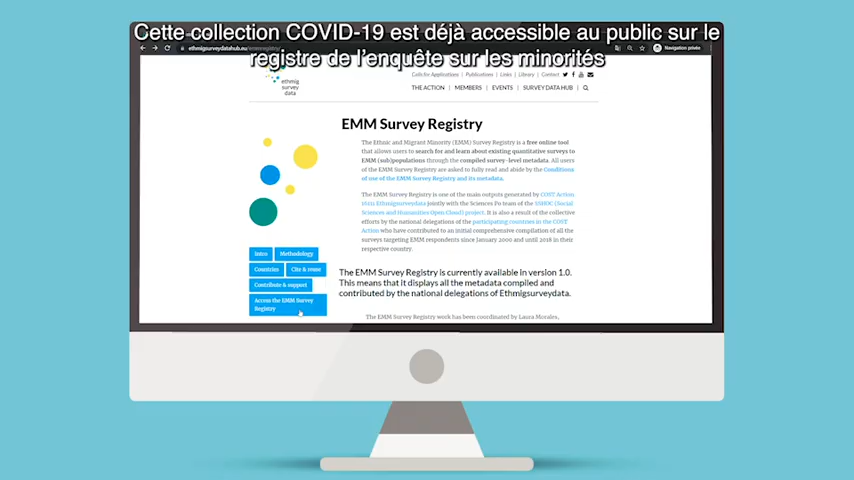 Cette collection COVID-19 est déjà accessible au public sur le
registre de l'enquête sur les minorités
ethmigsurveydatahub.eu/emmregistry/
Navigation privée
Calls for Applications | Publications | Links | Library | Contact
ethmig
survey
data
THE ACTION | MEMBERS | EVENTS | SURVEY DATA HUB
EMM Survey Registry
The Ethnic and Migrant Minority (EMM) Survey Registry is a free online tool
that allows users to search for and learn about existing quantitative surveys to
EMM (sub)populations through the compiled survey-level metadata. All users
of the EMM Survey Registry are asked to fully read and abide by the Conditions
of use of the EMM Survey Registry and its metadata.
The EMM Survey Registry is one of the main outputs generated by COST Action
16111 Ethmigsurveydata jointly with the Sciences Po team of the SSHOC (Social
Sciences and Humanities Open Cloud) project. It is also a result of the collective
efforts by the national delegations of the participating countries in the COST
Action who have contributed to an initial comprehensive compilation of all the
surveys targeting EMM respondents since January 2000 and until 2018 in their
respective country.
Intro
Methodology
Countries
Cite & reuse
Contribute & support
Access the EMM Survey
Registry
The EMM Survey Registry is currently available in version 1.0.
This means that it displays all the metadata compiled and
contributed by the national delegations of Ethmigsurveydata.
The EMM Survey Registry work has been coordinated by Laura Morales,